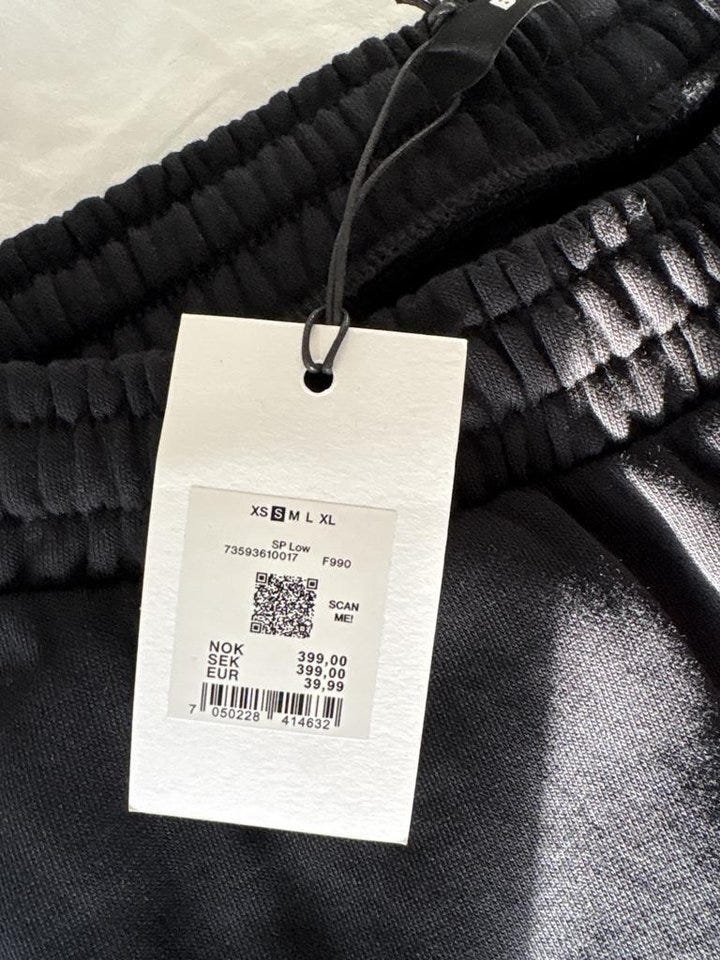 XS S M L XL
SP Low
73593610017 F990
SCAN
ME!
NOK 399,00
SEK 399,00
EUR 39,99
7 050228 414632